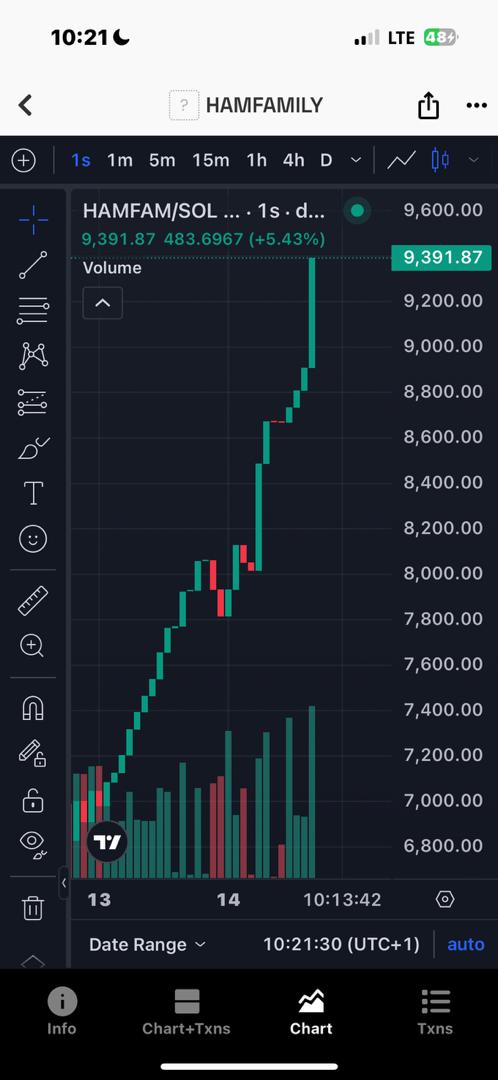 10:21
LTE
48
? HAMFAMILY
1s 1m 5m 15m 1h 4h D
HAMFAM/SOL ... · 1s · d...
9,391.87 483.6967 (+5.43%)
Volume
9,600.00
9,391.87
9,200.00
9,000.00
8,800.00
8,600.00
8,400.00
8,200.00
8,000.00
7,800.00
7,600.00
7,400.00
7,200.00
7,000.00
6,800.00
13 14 10:13:42
Date Range 10:21:30 (UTC+1) auto
Info Chart+Txns Chart Txns